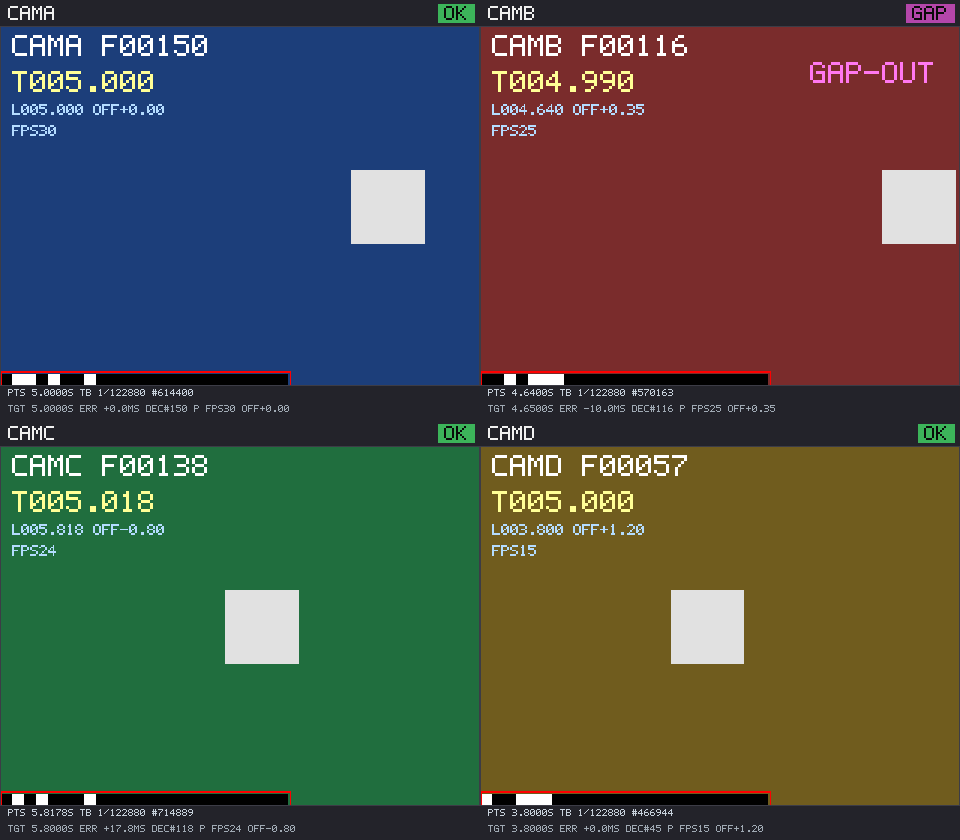 CAMA OK
CAMA F00150
T005.000
L005.000 OFF+0.00
FPS30
PTS 5.0000S TB 1/122880 #614400
TGT 5.0000S ERR +0.0MS DEC#150 P FPS30 OFF+0.00
CAMB GAP
CAMB F00116
GAP-OUT
T004.990
L004.640 OFF+0.35
FPS25
PTS 4.6400S TB 1/122880 #570163
TGT 4.6500S ERR -10.0MS DEC#116 P FPS25 OFF+0.35
CAMC OK
CAMC F00138
T005.018
L005.818 OFF-0.80
FPS24
PTS 5.8178S TB 1/122880 #714889
TGT 5.8000S ERR +17.8MS DEC#118 P FPS24 OFF-0.80
CAMD OK
CAMD F00057
T005.000
L003.800 OFF+1.20
FPS15
PTS 3.8000S TB 1/122880 #466944
TGT 3.8000S ERR +0.0MS DEC#45 P FPS15 OFF+1.20